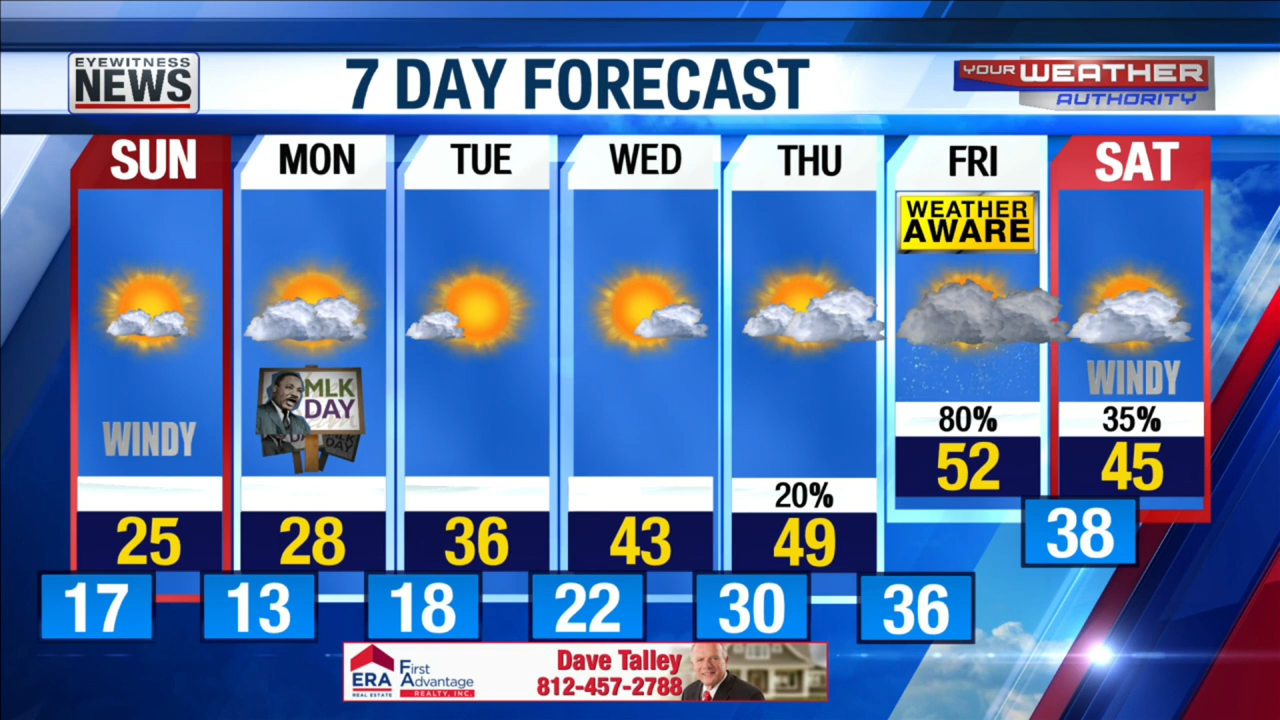 EYEWITNESS
NEWS
7 DAY FORECAST
YOUR WEATHER
AUTHORITY
SUN
MON
TUE
WED
THU
FRI
SAT
WEATHER
AWARE
MLK
DAY
WINDY
WINDY
20%
80%
35%
25
28
36
43
49
52
45
17
13
18
22
30
36
38
ERA
REAL ESTATE
First
Advantage
REALTY, INC.
Dave Talley
812-457-2788